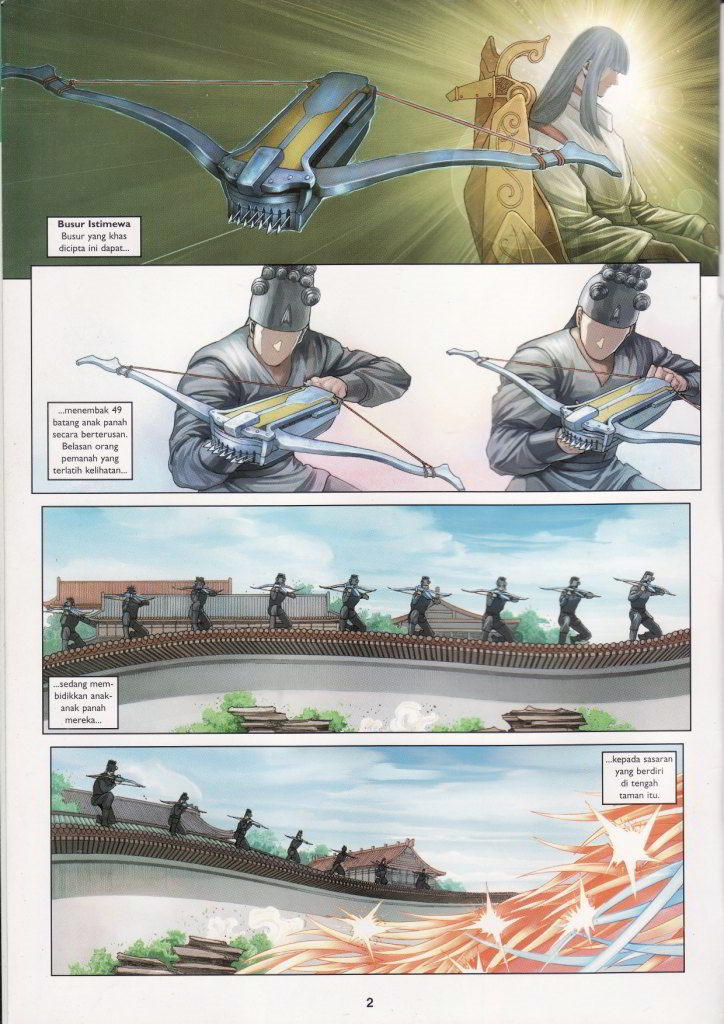 Busur Istimewa
Busur yang khas
dicipta ini dapat...
...menembak 49
batang anak panah
secara berterusan.
Belasan orang
pemanah yang
terlatih kelihatan...
...sedang mem-
bidikkan anak-
anak panah
mereka...
...kepada sasaran
yang berdiri
di tengah
taman itu.
2